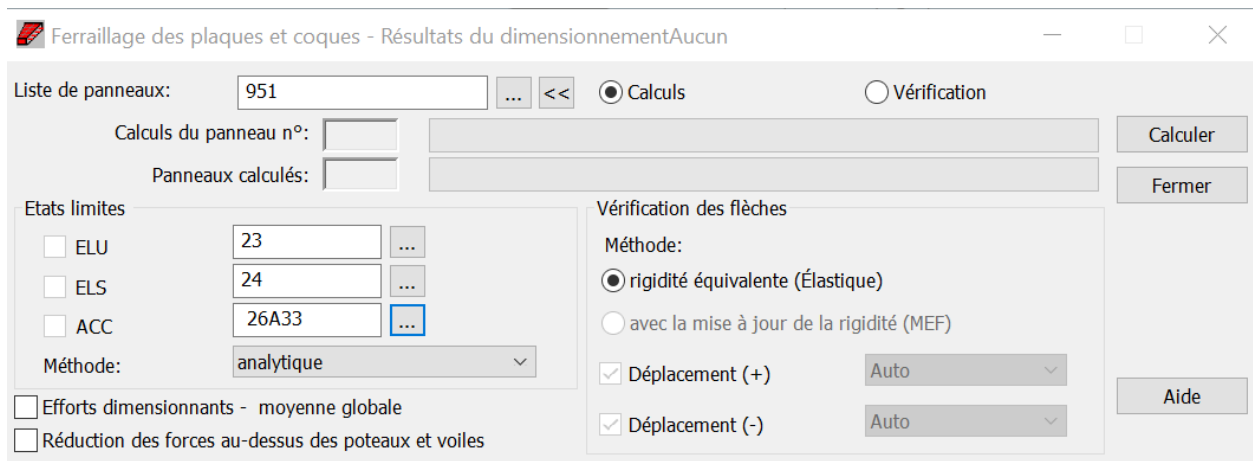 Ferraillage des plaques et coques - Résultats du dimensionnementAucun
Liste de panneaux: 951 ... << Calculs Vérification
Calculs du panneau n°: Calculer
Panneaux calculés: Fermer
Etats limites
ELU 23 ...
ELS 24 ...
ACC 26A33 ...
Méthode: analytique
Efforts dimensionnants - moyenne globale
Réduction des forces au-dessus des poteaux et voiles
Vérification des flèches
Méthode:
rigidité équivalente (Élastique)
avec la mise à jour de la rigidité (MEF)
Déplacement (+) Auto
Déplacement (-) Auto
Aide